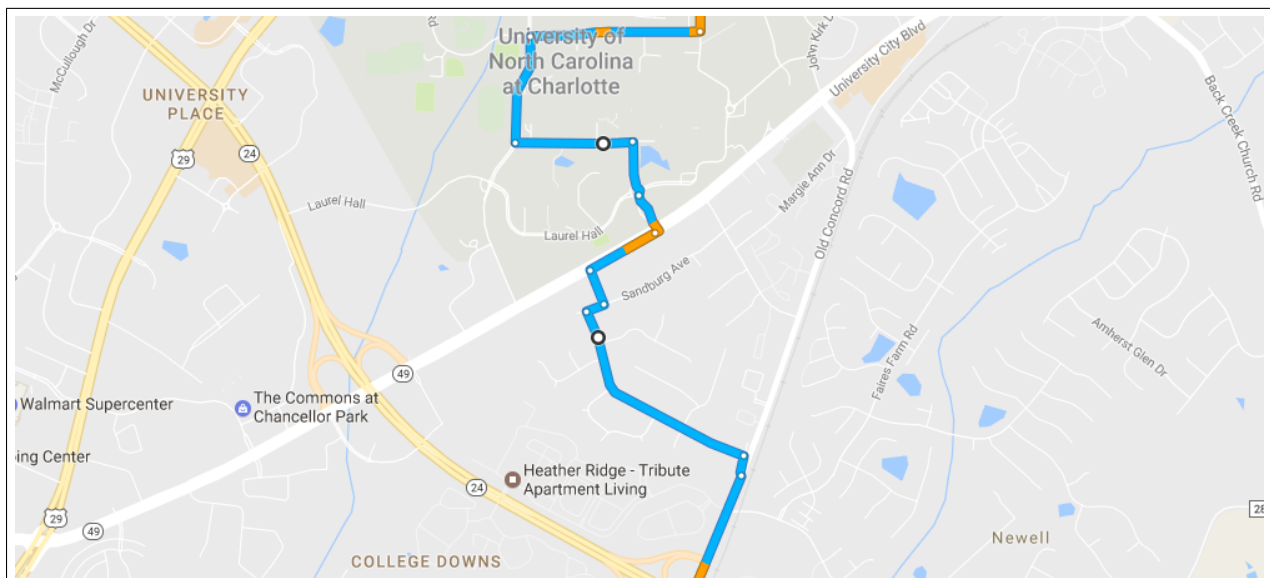 McCullough Dr
Rd
University of
North Carolina
at Charlotte
John Kirk
University City Blvd
Back Creek Church Rd
UNIVERSITY
PLACE
29
24
Margie Ann Dr
Old Concord Rd
Laurel Hall
Laurel Hall
Sandburg Ave
Amherst Glen Dr
Faires Farm Rd
49
The Commons at
Chancellor Park
Walmart Supercenter
ping Center
Heather Ridge - Tribute
Apartment Living
24
29
49
28
Newell
COLLEGE DOWNS